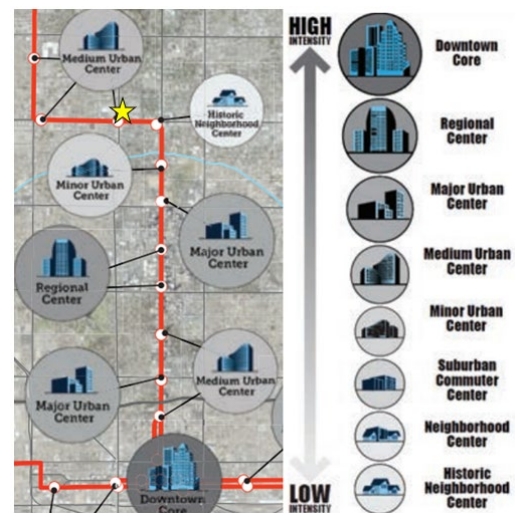 Medium Urban
Center
Historic
Neighborhood
Center
Minor Urban
Center
Major Urban
Center
Regional
Center
Medium Urban
Center
Major Urban
Center
Downtown
Core
HIGH
INTENSITY
Downtown
Core
Regional
Center
Major Urban
Center
Medium Urban
Center
Minor Urban
Center
Suburban
Commuter
Center
Neighborhood
Center
Historic
Neighborhood
Center
LOW
INTENSITY